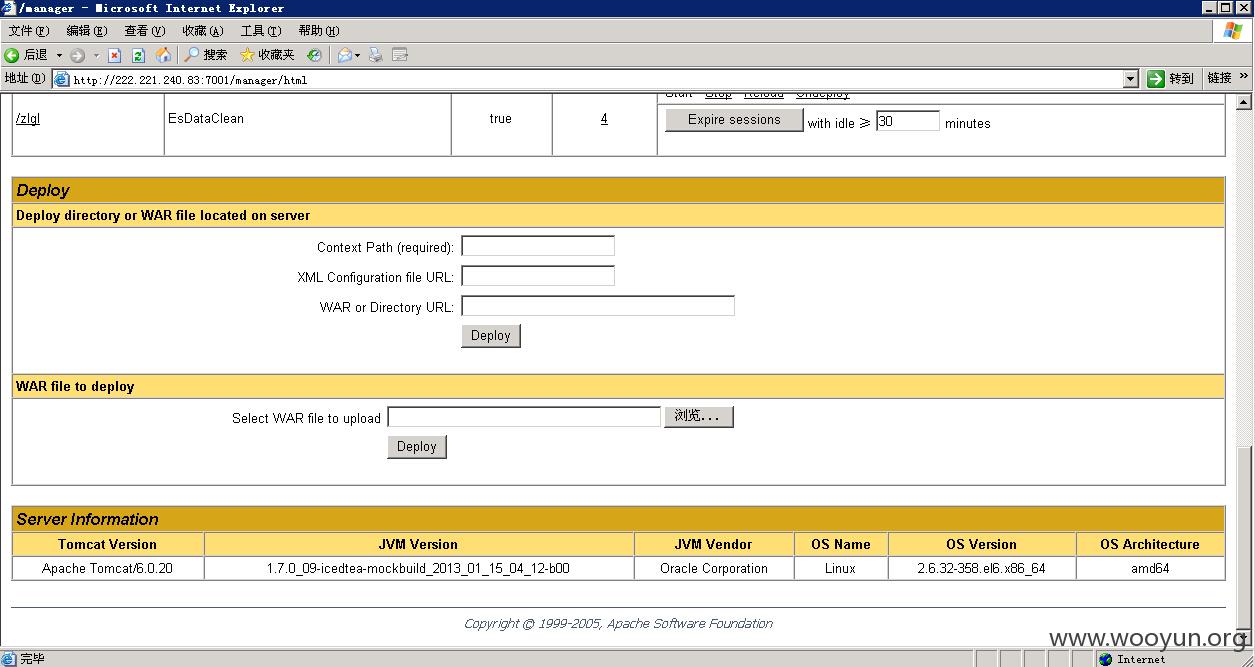 /manager - Microsoft Internet Explorer
文件(F) 编辑(E) 查看(V) 收藏(A) 工具(T) 帮助(H)
后退 搜索 收藏夹
地址(D) http://222.221.240.83:7001/manager/html 转到 链接 »
Start Stop Reload Undeploy
/zlgl EsDataClean true 4 Expire sessions with idle ≥ 30 minutes
Deploy
Deploy directory or WAR file located on server
Context Path (required):
XML Configuration file URL:
WAR or Directory URL:
Deploy
WAR file to deploy
Select WAR file to upload 浏览...
Deploy
Server Information
Tomcat Version JVM Version JVM Vendor OS Name OS Version OS Architecture
Apache Tomcat/6.0.20 1.7.0_09-icedtea-mockbuild_2013_01_15_04_12-b00 Oracle Corporation Linux 2.6.32-358.el6.x86_64 amd64
Copyright © 1999-2005, Apache Software Foundation
www.wooyun.org
完毕 Internet